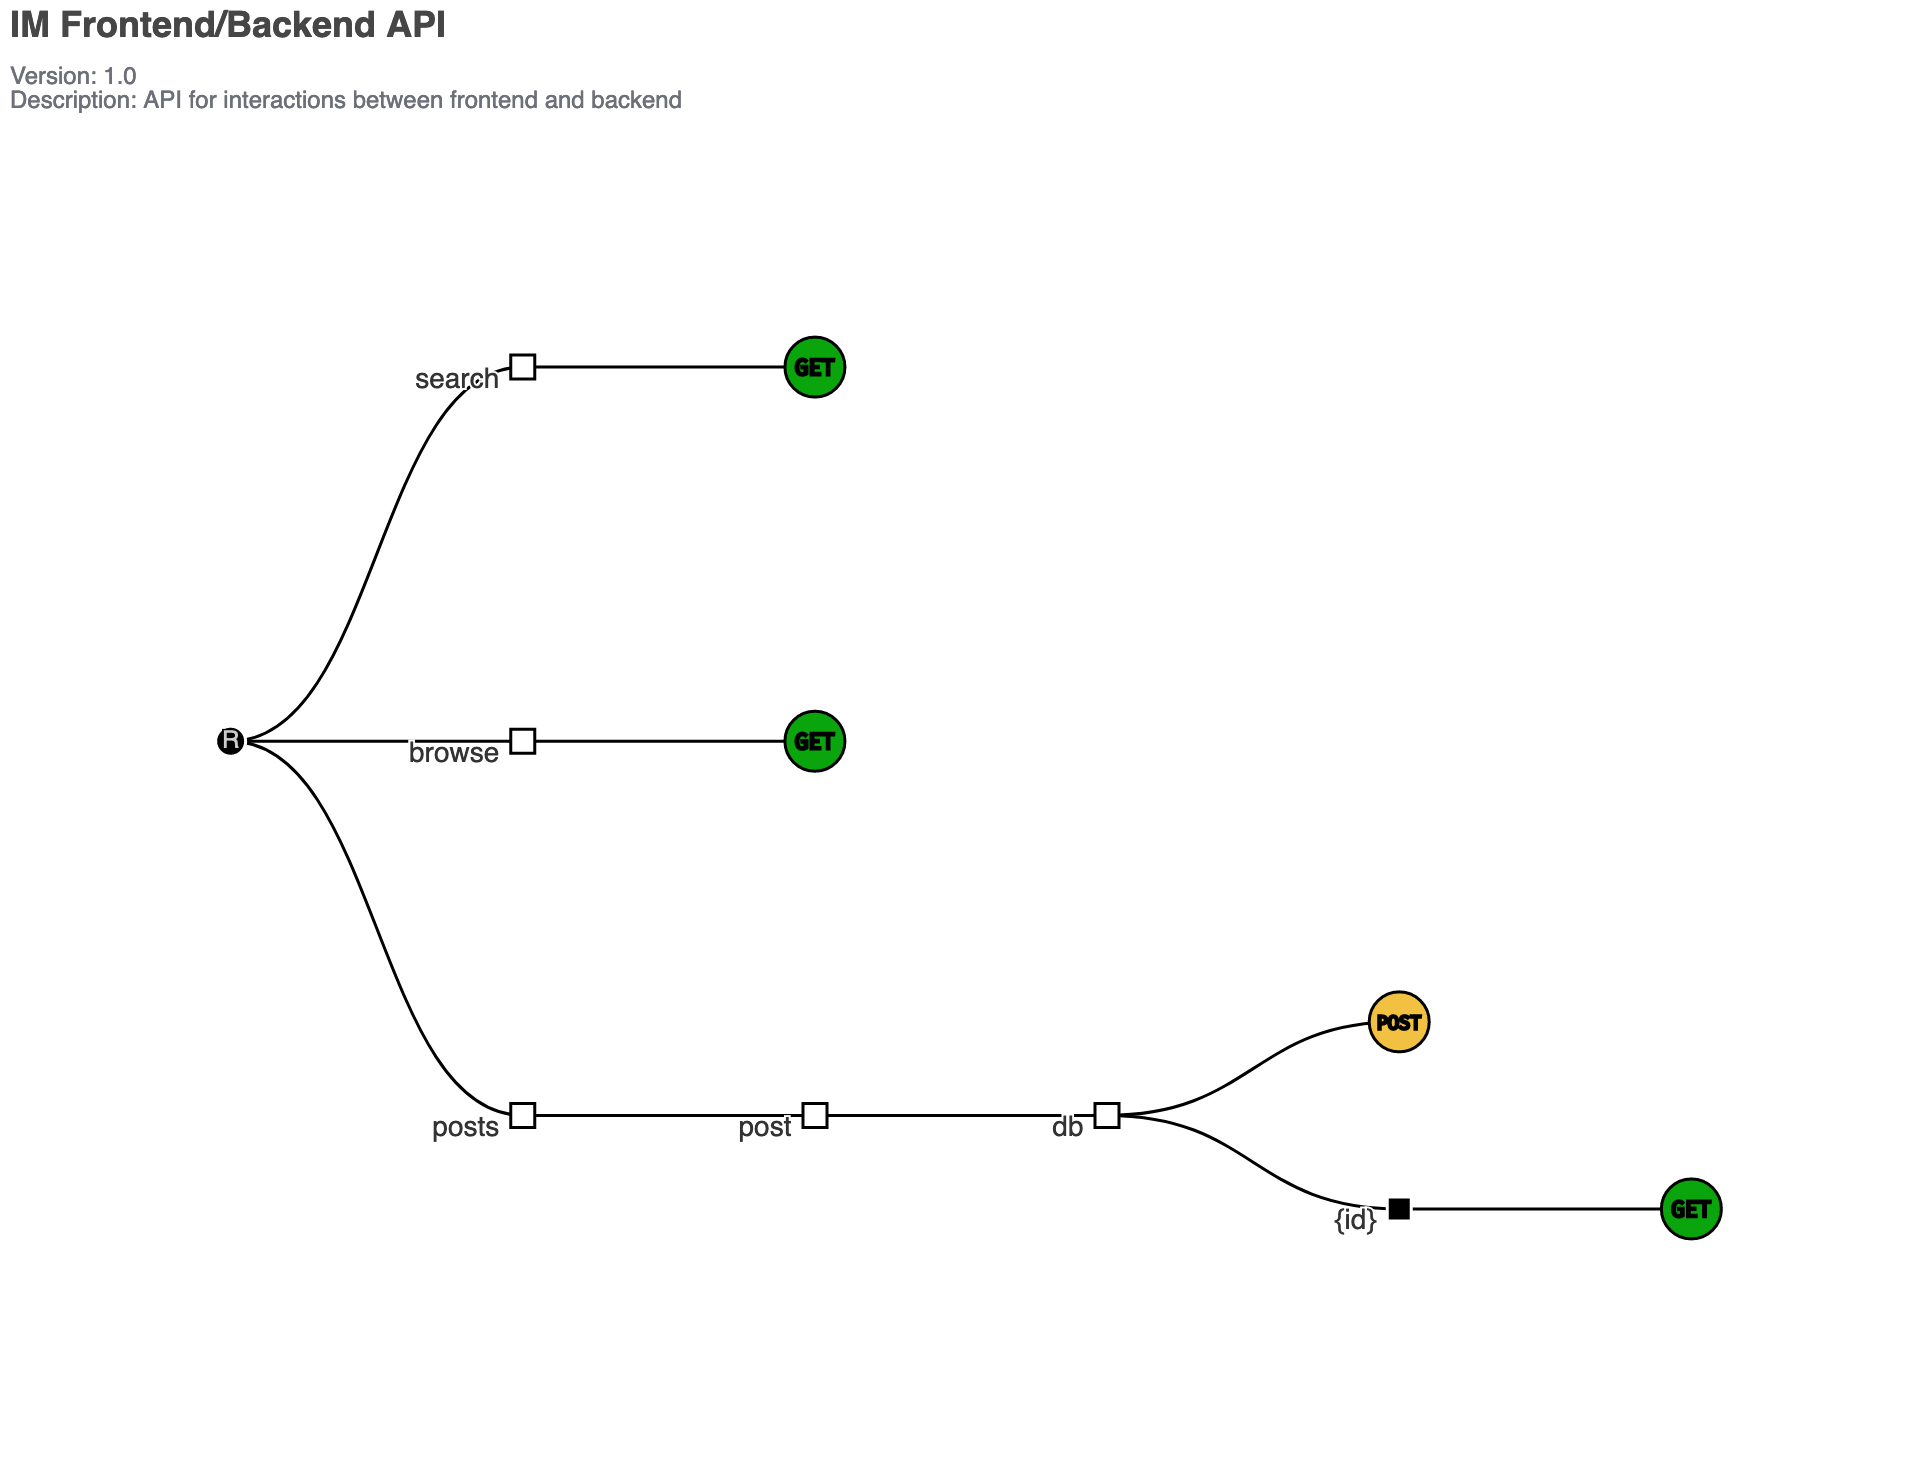 IM Frontend/Backend API
Version: 1.0
Description: API for interactions between frontend and backend
search
GET
R
browse
GET
POST
posts
post
db
{id}
GET